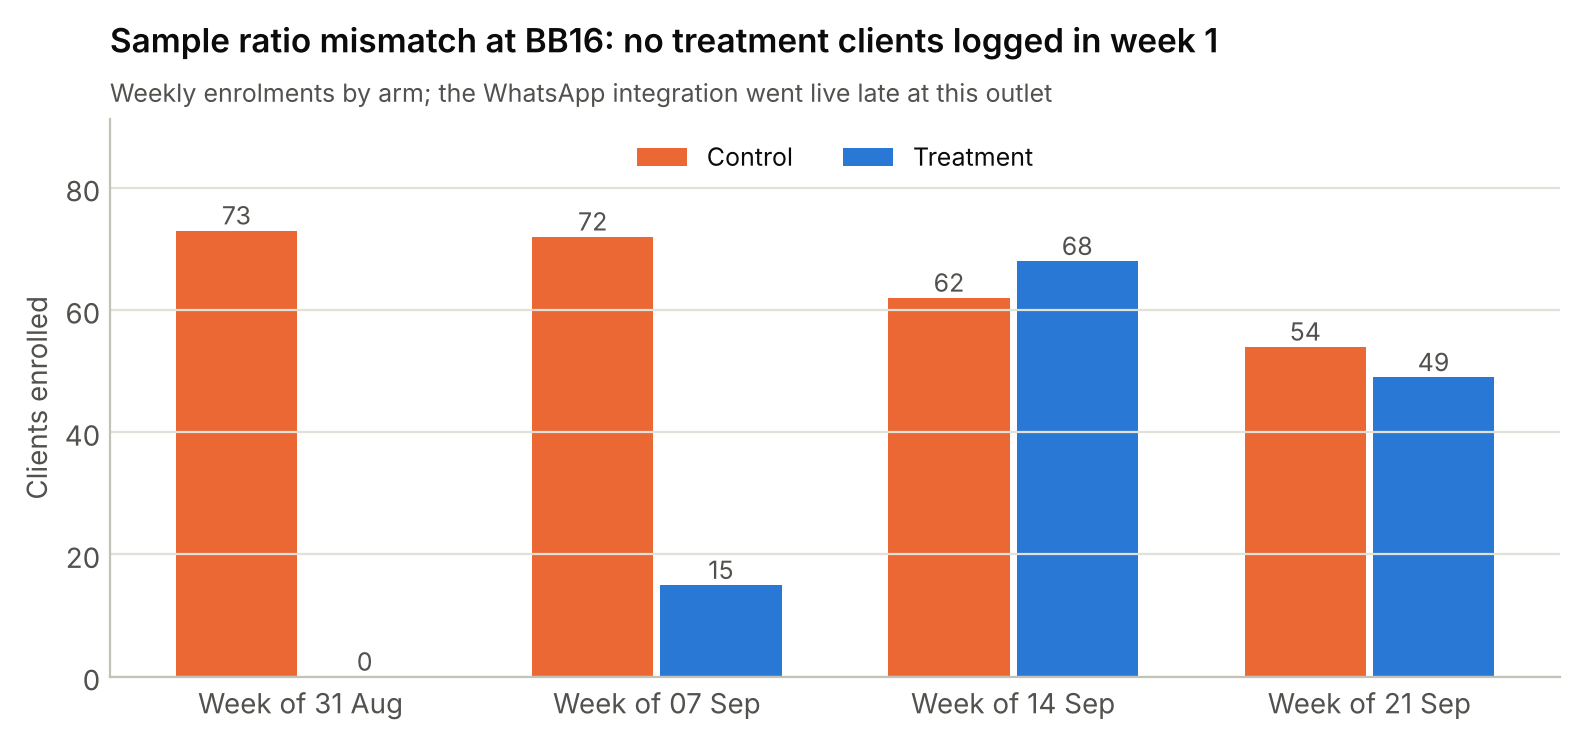 Sample ratio mismatch at BB16: no treatment clients logged in week 1
Weekly enrolments by arm; the WhatsApp integration went live late at this outlet
Control
Treatment
Clients enrolled
80
60
40
20
0
73
0
72
15
62
68
54
49
Week of 31 Aug
Week of 07 Sep
Week of 14 Sep
Week of 21 Sep